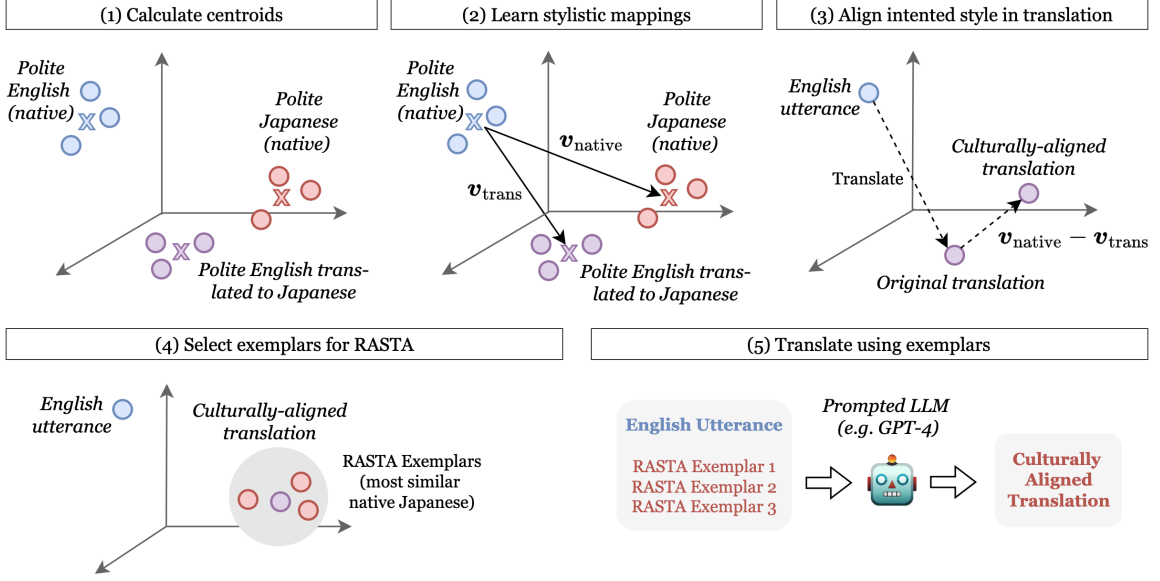 (1) Calculate centroids
Polite
English
(native)
X
Polite
Japanese
(native)
X
X
Polite English trans-
lated to Japanese
(2) Learn stylistic mappings
Polite
English
(native)
X
Polite
Japanese
(native)
v_native
v_trans
X
X
Polite English trans-
lated to Japanese
(3) Align intented style in translation
English
utterance
Culturally-aligned
translation
Translate
v_native − v_trans
Original translation
(4) Select exemplars for RASTA
English
utterance
Culturally-aligned
translation
RASTA Exemplars
(most similar
native Japanese)
(5) Translate using exemplars
English Utterance
RASTA Exemplar 1
RASTA Exemplar 2
RASTA Exemplar 3
Prompted LLM
(e.g. GPT-4)
Culturally
Aligned
Translation